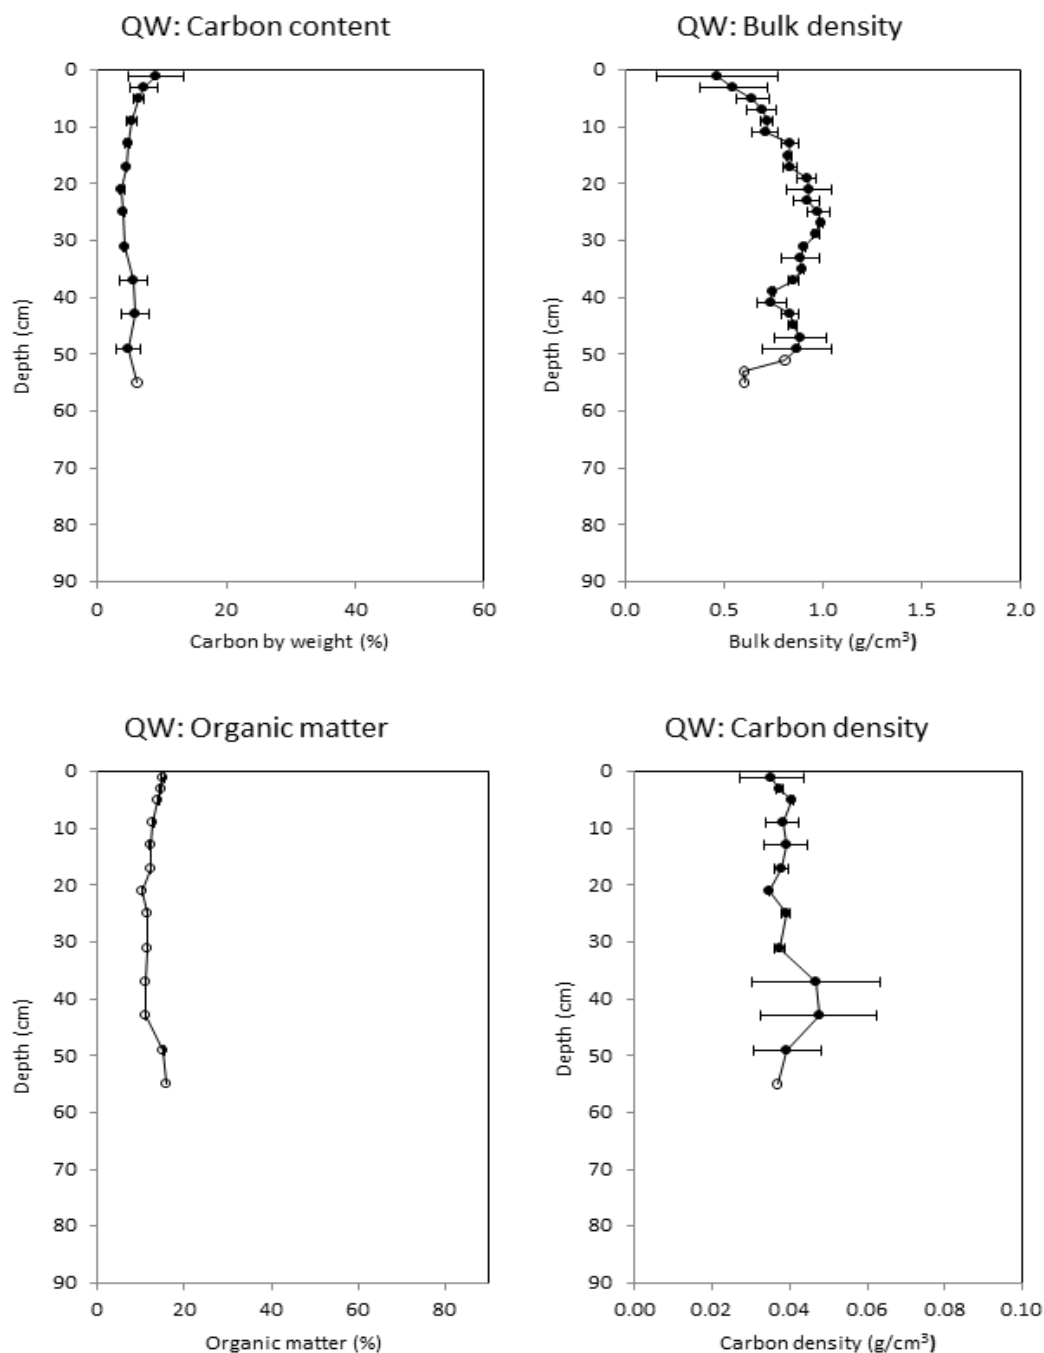 QW: Carbon content
0
10
20
30
40
50
60
70
80
90
Depth (cm)
0 20 40 60
Carbon by weight (%)
QW: Bulk density
0
10
20
30
40
50
60
70
80
90
Depth (cm)
0.0 0.5 1.0 1.5 2.0
Bulk density (g/cm³)
QW: Organic matter
0
10
20
30
40
50
60
70
80
90
Depth (cm)
0 20 40 60 80
Organic matter (%)
QW: Carbon density
0
10
20
30
40
50
60
70
80
90
Depth (cm)
0.00 0.02 0.04 0.06 0.08 0.10
Carbon density (g/cm³)